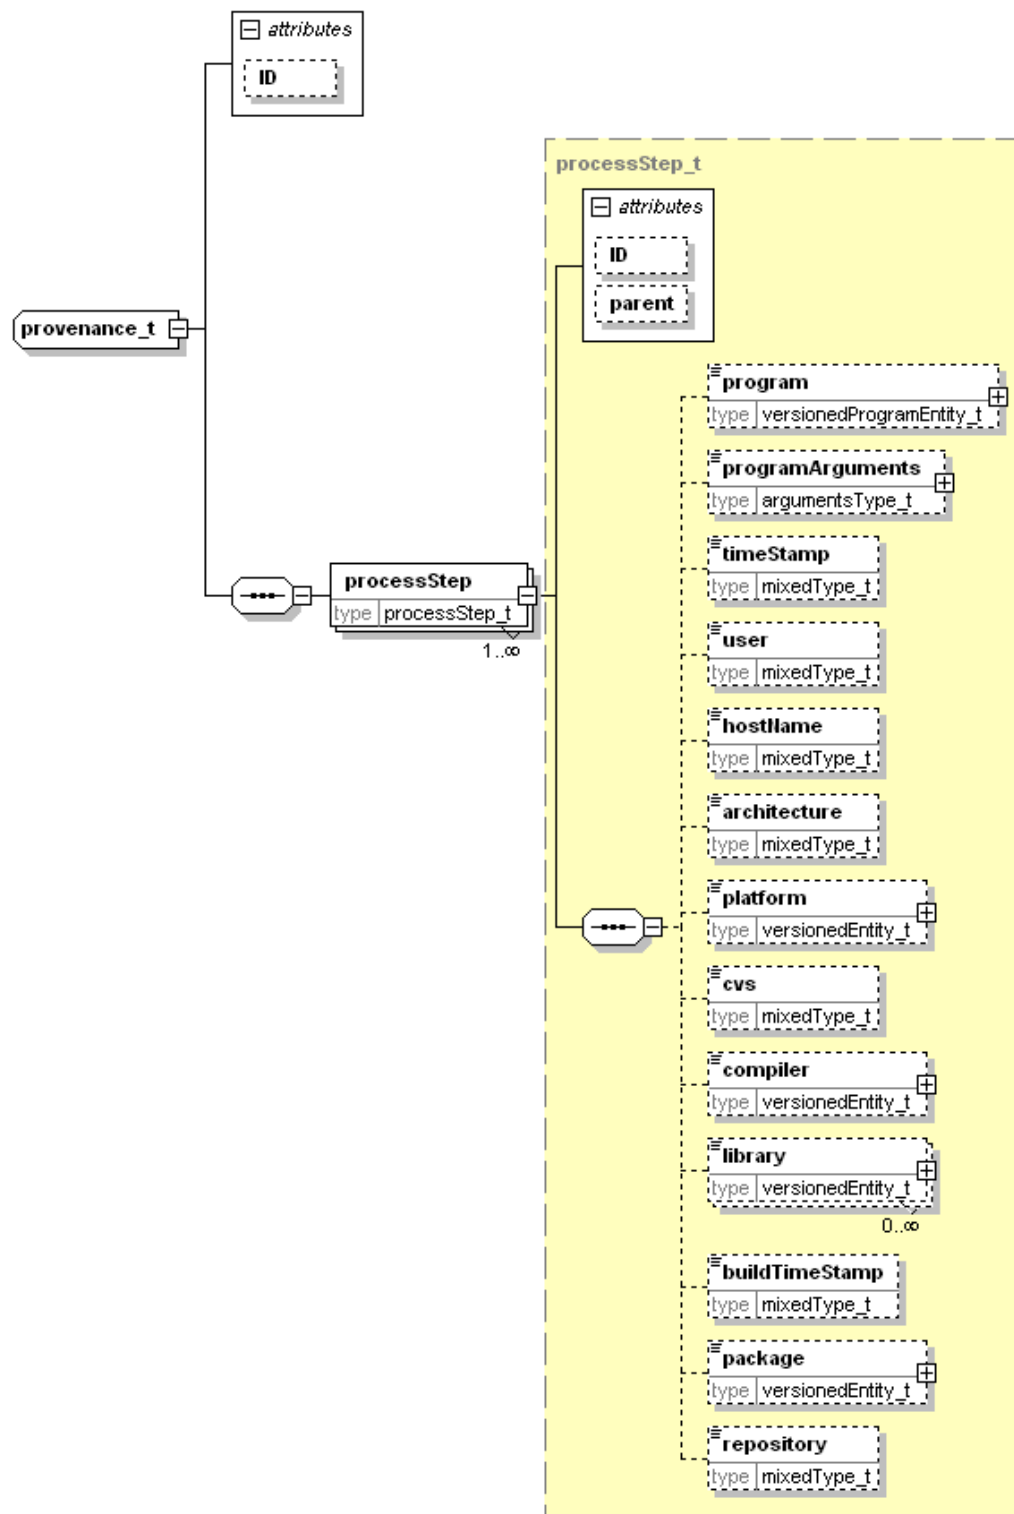 attributes
ID
processStep_t
attributes
ID
parent
provenance_t
program
type versionedProgramEntity_t
programArguments
type argumentsType_t
timeStamp
type mixedType_t
processStep
type processStep_t
1..∞
user
type mixedType_t
hostName
type mixedType_t
architecture
type mixedType_t
platform
type versionedEntity_t
cvs
type mixedType_t
compiler
type versionedEntity_t
library
type versionedEntity_t
0..∞
buildTimeStamp
type mixedType_t
package
type versionedEntity_t
repository
type mixedType_t